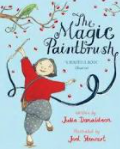 The
Magic
Paintbrush
written by
Julia Donaldson
illustrated by
Joel Stewart